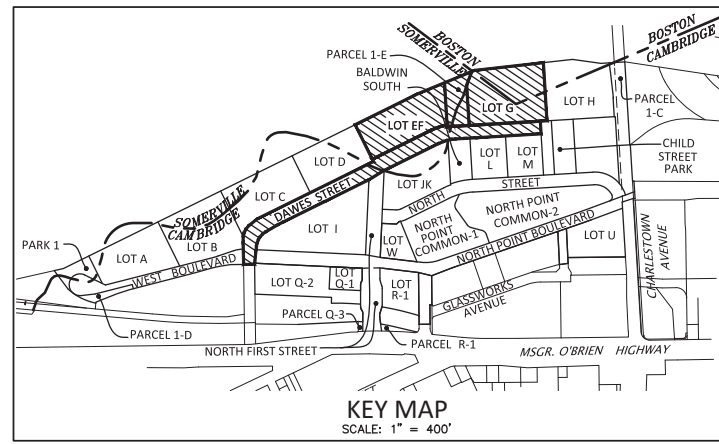 BOSTON
SOMERVILLE
BOSTON
CAMBRIDGE
PARCEL 1-E
BALDWIN
SOUTH
LOT G
LOT H
PARCEL
1-C
LOT EF
LOT D
LOT
L
LOT
M
CHILD
STREET
PARK
LOT C
DAWES STREET
LOT JK
NORTH
STREET
SOMERVILLE
CAMBRIDGE
NORTH
POINT
COMMON-1
NORTH POINT
COMMON-2
PARK 1
LOT A
LOT B
LOT I
LOT
W
NORTH POINT BOULEVARD
LOT U
WEST BOULEVARD
CHARLESTOWN
AVENUE
LOT Q-2
LOT
Q-1
LOT
R-1
GLASSWORKS
AVENUE
PARCEL Q-3
PARCEL 1-D
NORTH FIRST STREET
PARCEL R-1
MSGR. O'BRIEN HIGHWAY
KEY MAP
SCALE: 1" = 400'